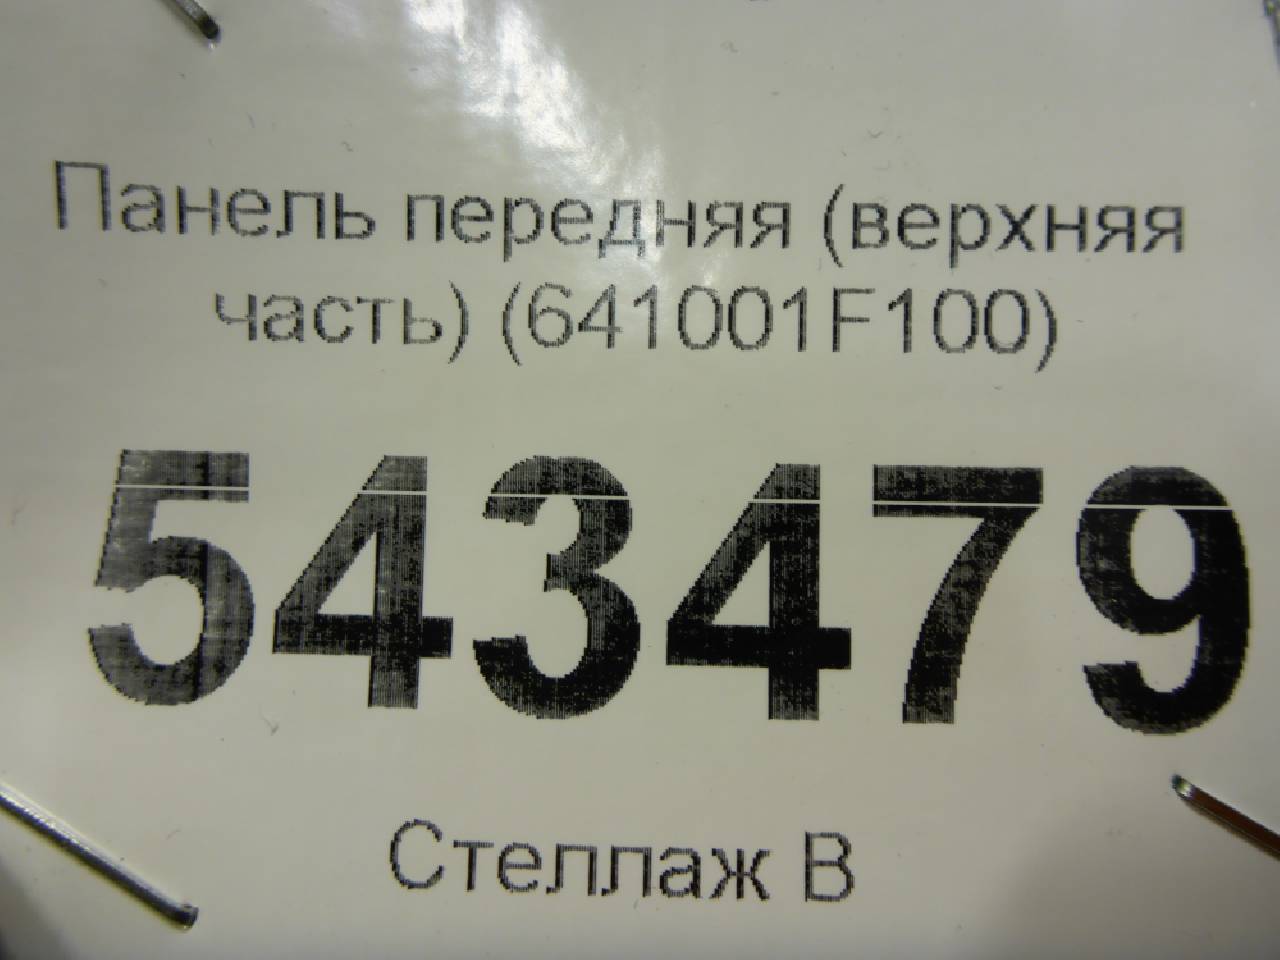 Панель передняя (верхняя
часть) (641001F100)
543479
Стеллаж В